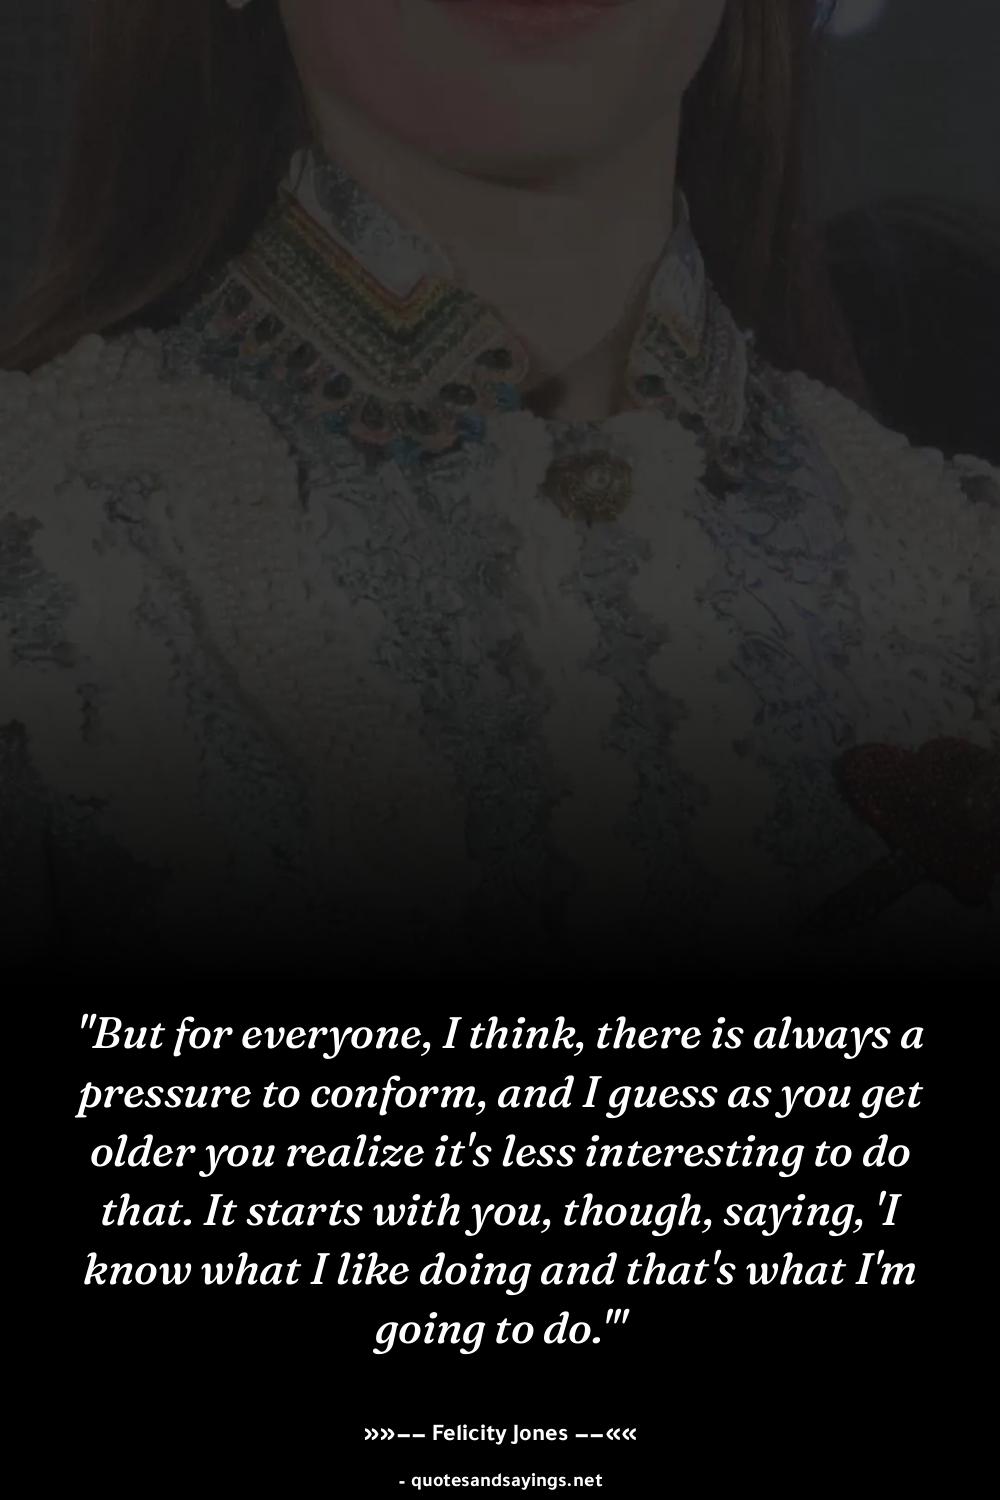 "But for everyone, I think, there is always a
pressure to conform, and I guess as you get
older you realize it's less interesting to do
that. It starts with you, though, saying, 'I
know what I like doing and that's what I'm
going to do.'"
»»—— Felicity Jones ——««
- quotesandsayings.net